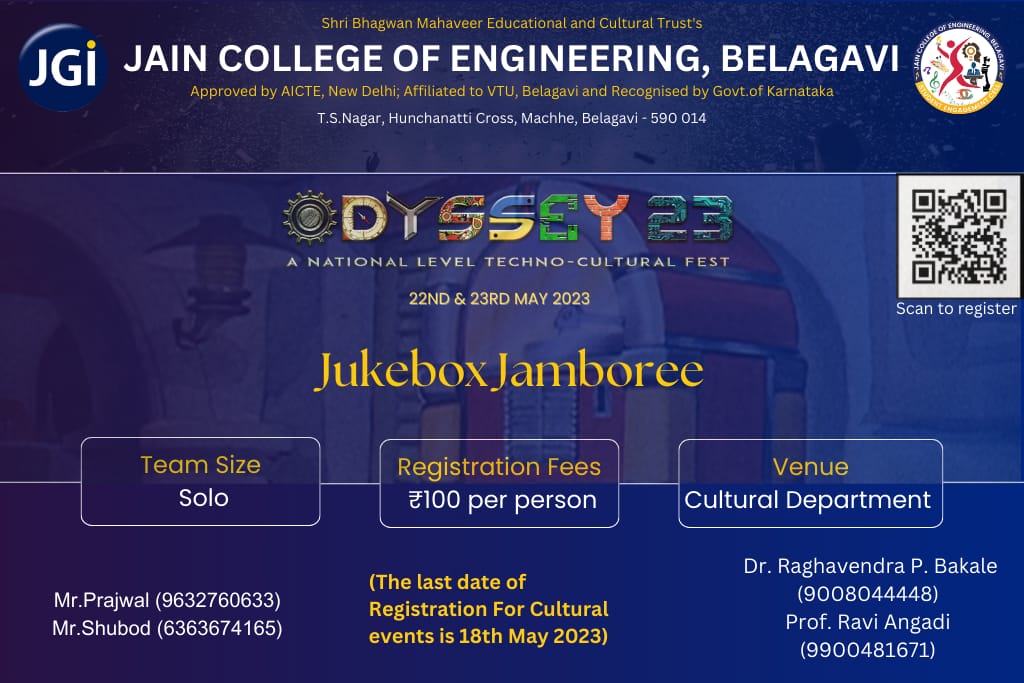 Shri Bhagwan Mahaveer Educational and Cultural Trust's
JGi
JAIN COLLEGE OF ENGINEERING, BELAGAVI
Approved by AICTE, New Delhi; Affiliated to VTU, Belagavi and Recognised by Govt.of Karnataka
T.S.Nagar, Hunchanatti Cross, Machhe, Belagavi - 590 014
JAIN COLLEGE OF ENGINEERING, BELAGAVI
STUDENT ENGAGEMENT CLUB
ODYSSEY 23
A NATIONAL LEVEL TECHNO-CULTURAL FEST
22ND & 23RD MAY 2023
Scan to register
Jukebox Jamboree
Team Size
Solo
Registration Fees
₹100 per person
Venue
Cultural Department
Mr.Prajwal (9632760633)
Mr.Shubod (6363674165)
(The last date of
Registration For Cultural
events is 18th May 2023)
Dr. Raghavendra P. Bakale
(9008044448)
Prof. Ravi Angadi
(9900481671)